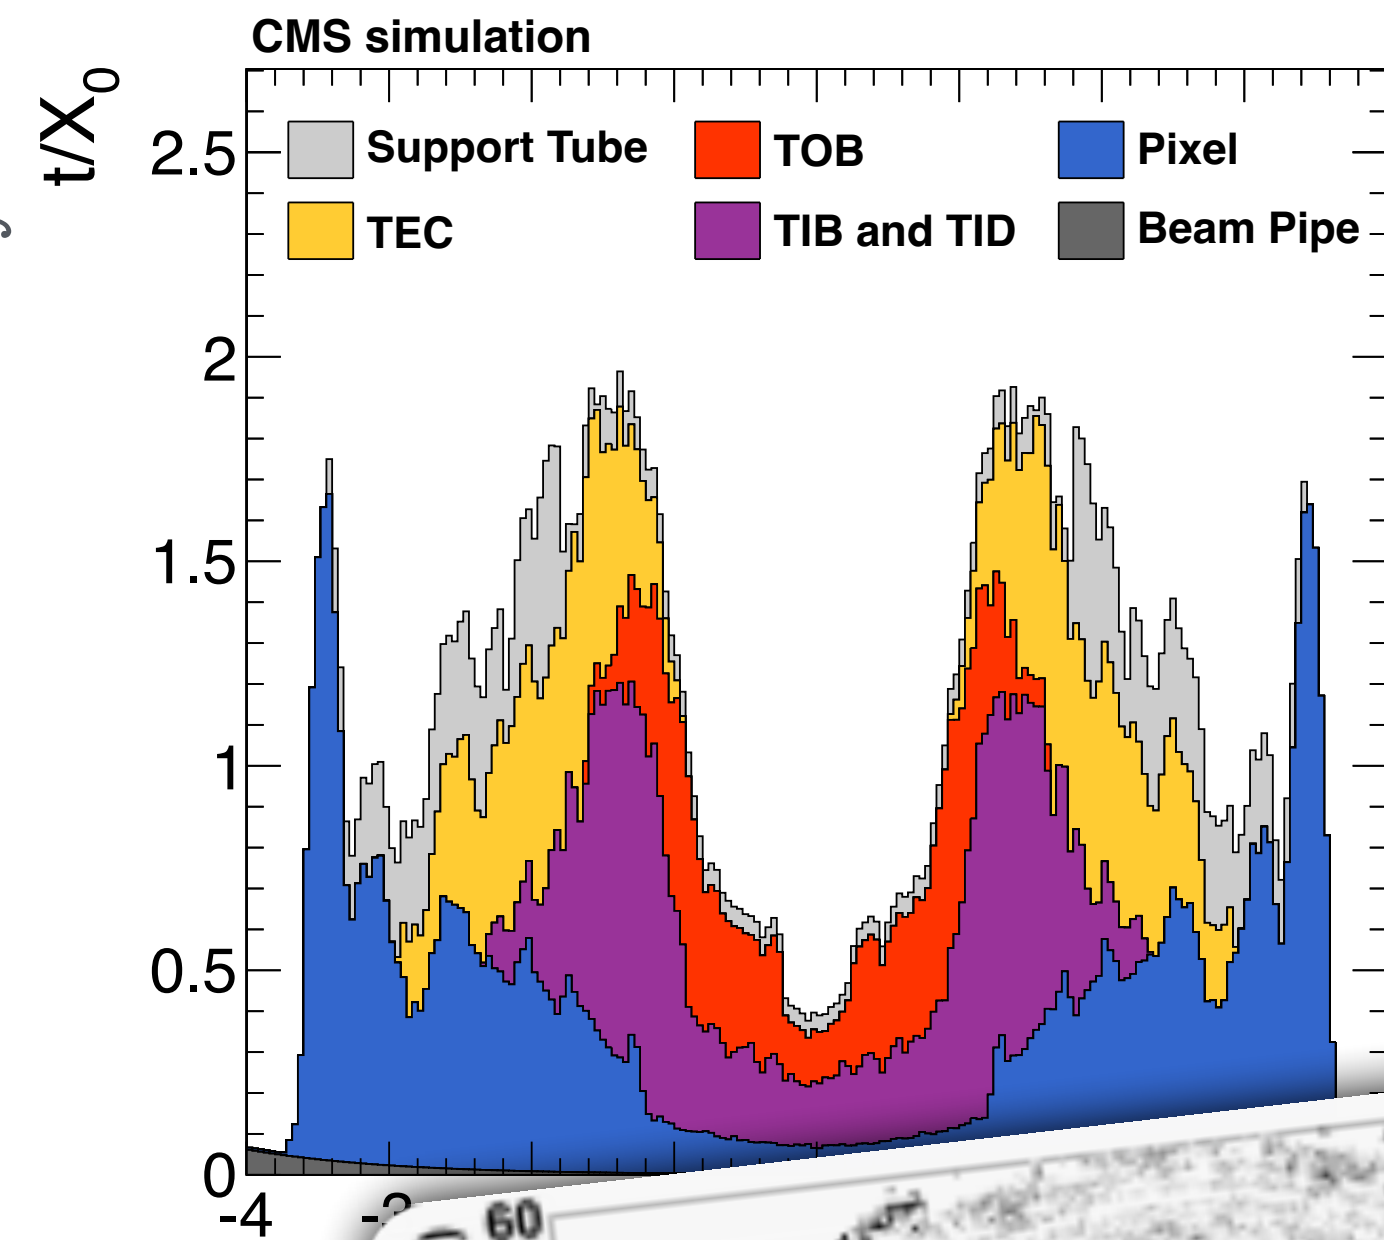 CMS simulation
t/X0
Support Tube
TOB
Pixel
TEC
TIB and TID
Beam Pipe
2.5
2
1.5
1
0.5
0
-4
60